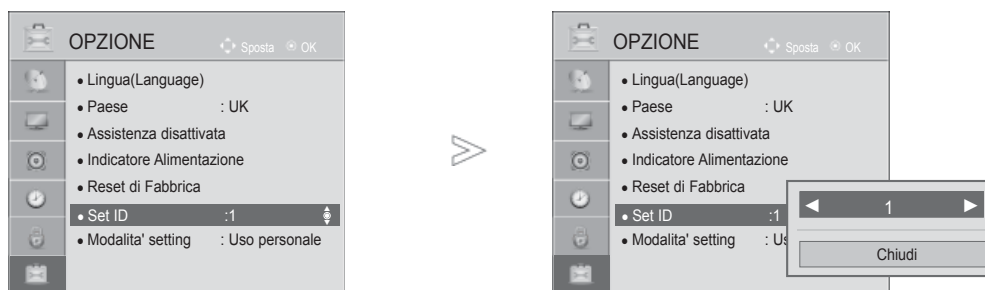 OPZIONE
Sposta OK
• Lingua(Language)
• Paese : UK
• Assistenza disattivata
• Indicatore Alimentazione
• Reset di Fabbrica
• Set ID :1
• Modalita' setting : Uso personale
OPZIONE
Sposta OK
• Lingua(Language)
• Paese : UK
• Assistenza disattivata
• Indicatore Alimentazione
• Reset di Fabbrica
• Set ID :1
• Modalita' setting : Us
◄ 1 ►
Chiudi